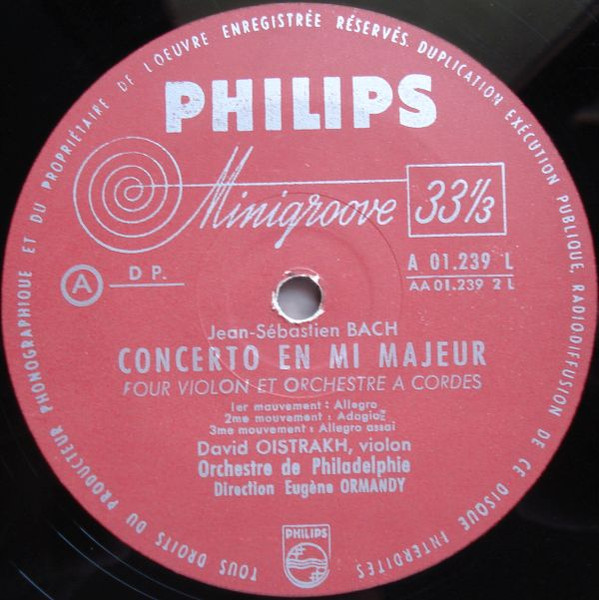 TOUS DROITS DU PRODUCTEUR PHONOGRAPHIQUE ET DU PROPRIÉTAIRE DE L'OEUVRE ENREGISTRÉE RÉSERVÉS. DUPLICATION EXÉCUTION PUBLIQUE, RADIODIFFUSION DE CE DISQUE INTERDITES
PHILIPS
Minigroove 33 1/3
A D P. A 01.239 L
AA 01.239 2 L
Jean-Sébastien BACH
CONCERTO EN MI MAJEUR
POUR VIOLON ET ORCHESTRE A CORDES
1er mauvement : Allegro
2me mouvement : Adagio
3me mouvement : Allegro assai
David OISTRAKH, violon
Orchestre de Philadelphie
Direction Eugène ORMANDY
PHILIPS